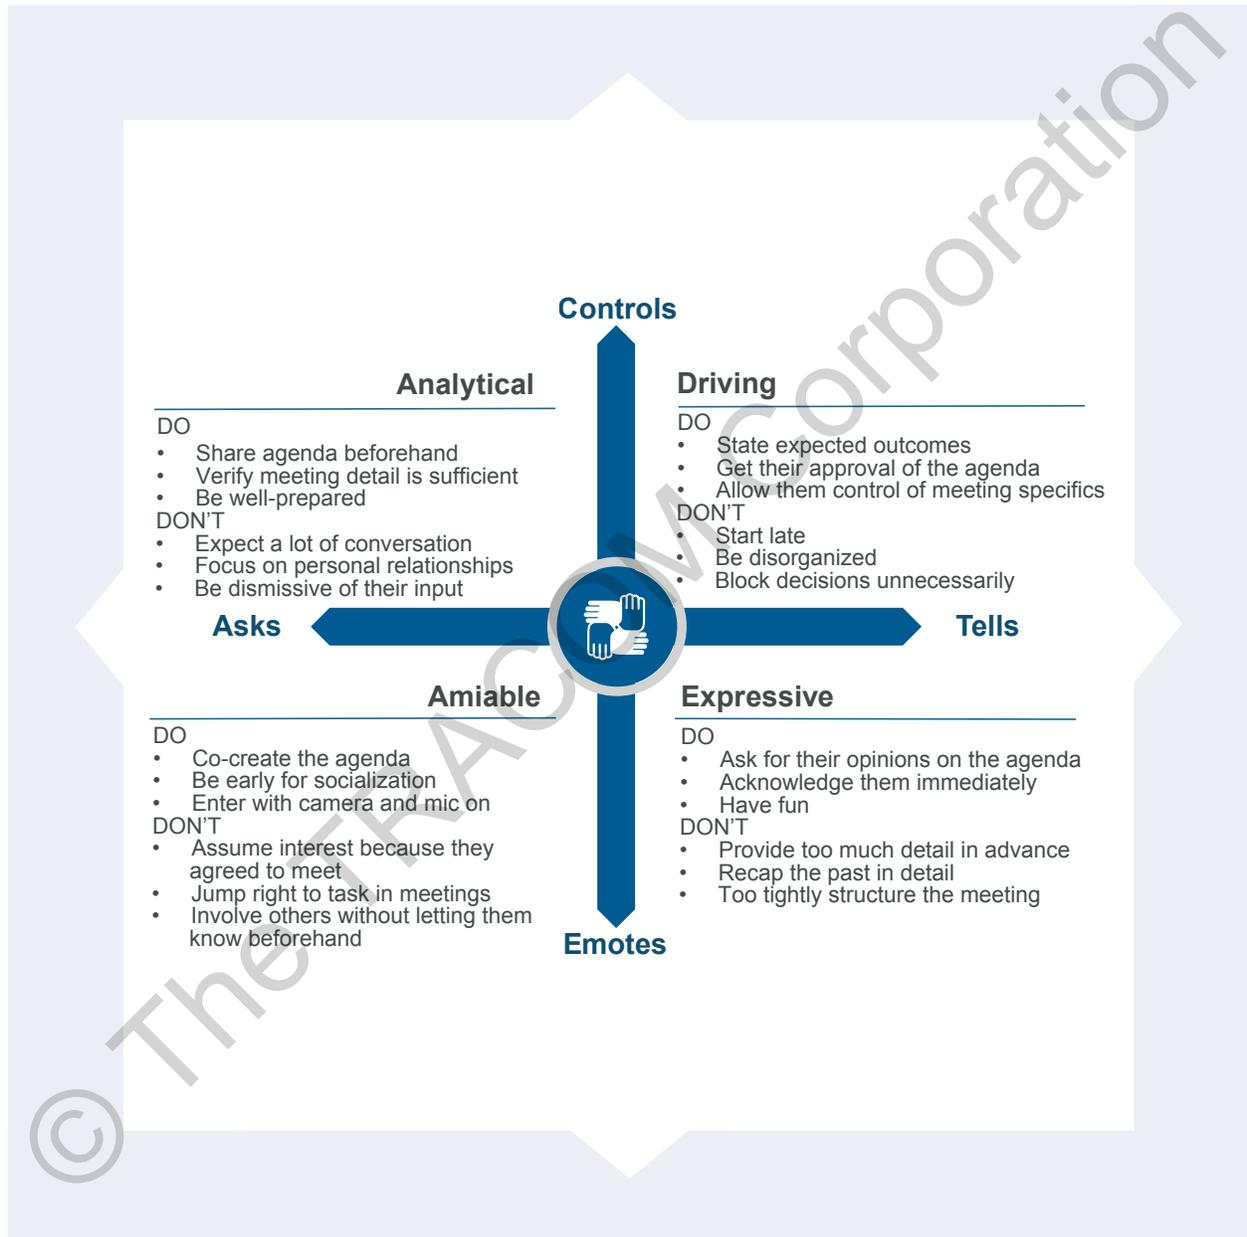 Controls
Analytical
DO
• Share agenda beforehand
• Verify meeting detail is sufficient
• Be well-prepared
DON'T
• Expect a lot of conversation
• Focus on personal relationships
• Be dismissive of their input
Driving
DO
• State expected outcomes
• Get their approval of the agenda
• Allow them control of meeting specifics
DON'T
• Start late
• Be disorganized
• Block decisions unnecessarily
Asks
Tells
Amiable
DO
• Co-create the agenda
• Be early for socialization
• Enter with camera and mic on
DON'T
• Assume interest because they
agreed to meet
• Jump right to task in meetings
• Involve others without letting them
know beforehand
Expressive
DO
• Ask for their opinions on the agenda
• Acknowledge them immediately
• Have fun
DON'T
• Provide too much detail in advance
• Recap the past in detail
• Too tightly structure the meeting
Emotes
© The TRACOM Corporation